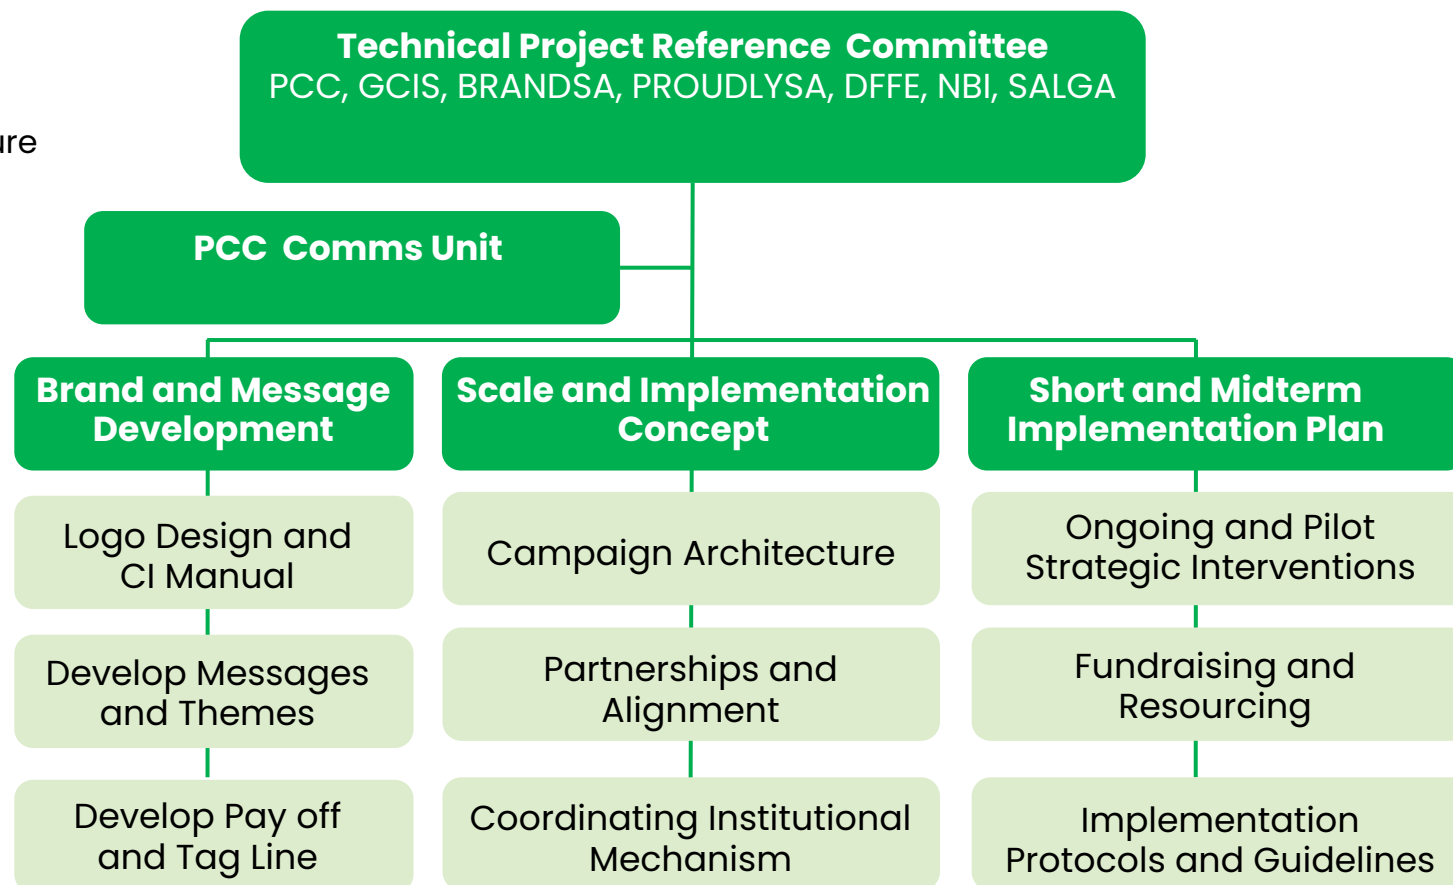 Technical Project Reference Committee
PCC, GCIS, BRANDSA, PROUDLYSA, DFFE, NBI, SALGA
ure
PCC Comms Unit
Brand and Message
Development
Logo Design and
CI Manual
Develop Messages
and Themes
Develop Pay off
and Tag Line
Scale and Implementation
Concept
Campaign Architecture
Partnerships and
Alignment
Coordinating Institutional
Mechanism
Short and Midterm
Implementation Plan
Ongoing and Pilot
Strategic Interventions
Fundraising and
Resourcing
Implementation
Protocols and Guidelines